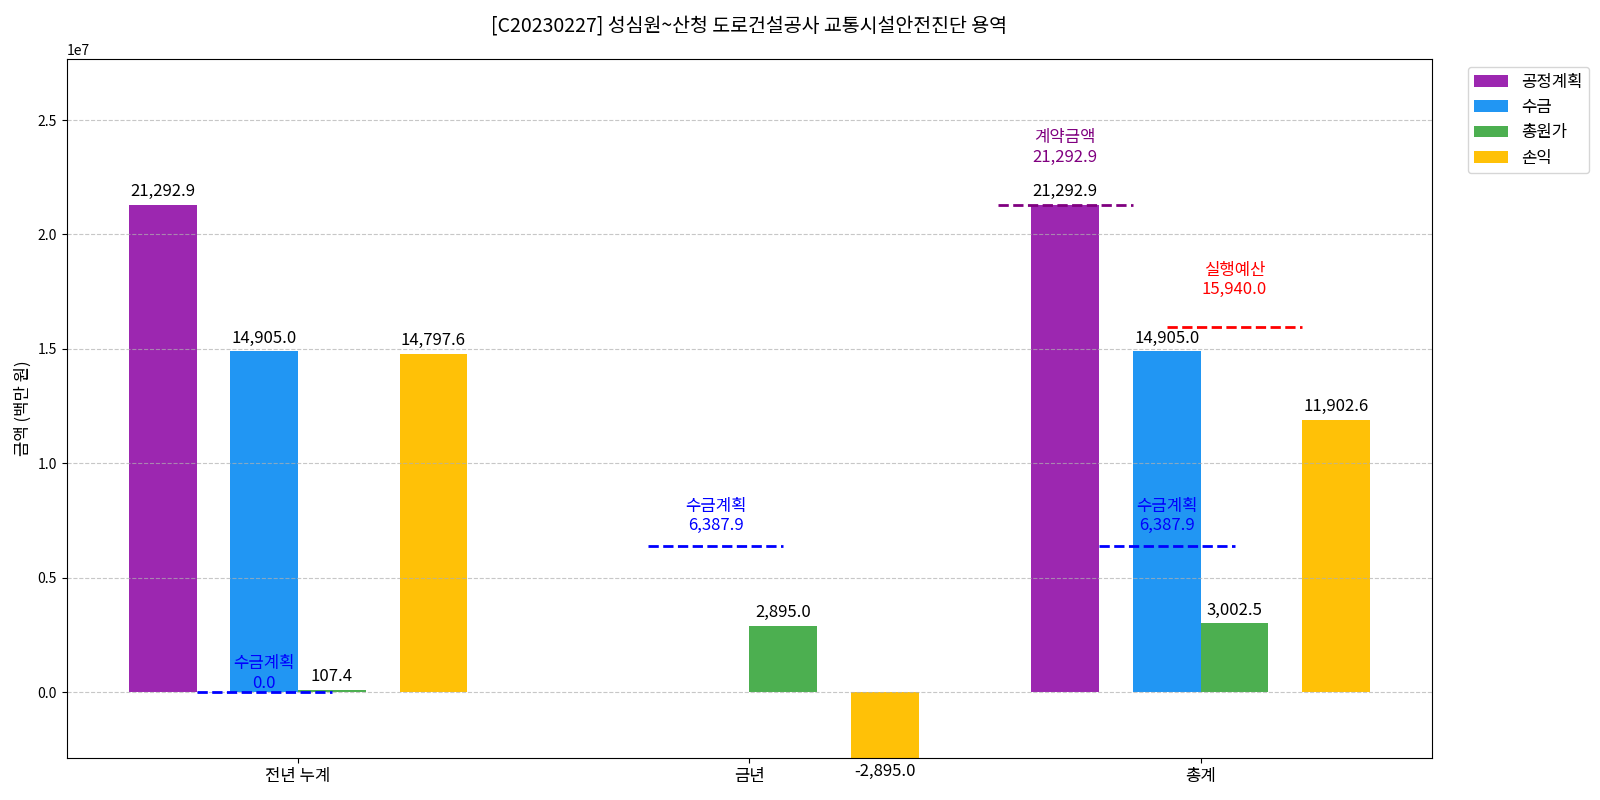 [C20230227] 성심원~산청 도로건설공사 교통시설안전진단 용역
1e7
공정계획
수금
총원가
손익
금액 (백만 원)
2.5
2.0
1.5
1.0
0.5
0.0
21,292.9
14,905.0
14,797.6
수금계획
0.0
107.4
수금계획
6,387.9
2,895.0
-2,895.0
계약금액
21,292.9
21,292.9
실행예산
15,940.0
14,905.0
11,902.6
수금계획
6,387.9
3,002.5
전년 누계
금년
총계